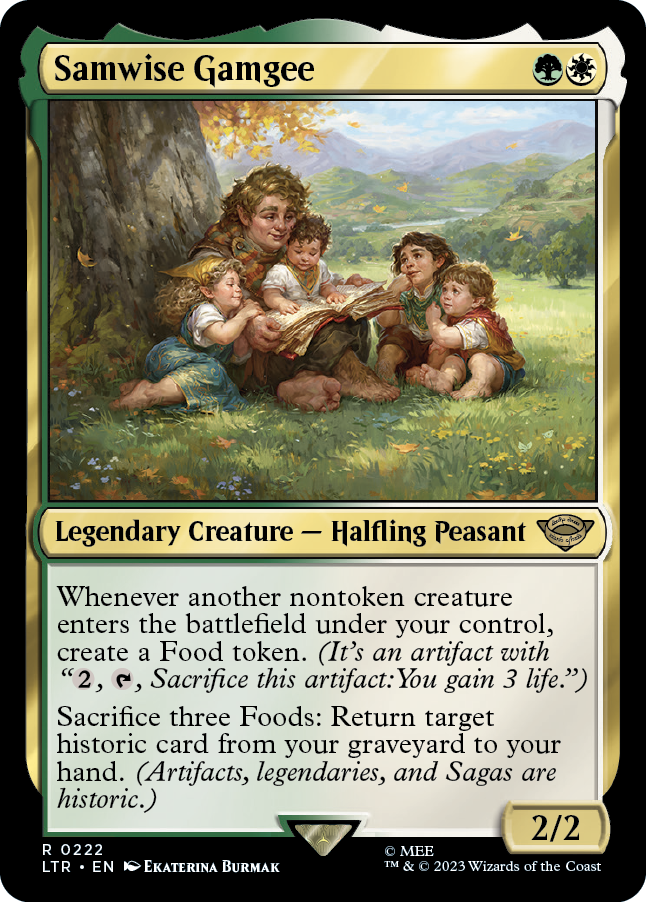 Samwise Gamgee
Legendary Creature — Halfling Peasant
Whenever another nontoken creature
enters the battlefield under your control,
create a Food token. (It's an artifact with
“2, , Sacrifice this artifact:You gain 3 life.”)
Sacrifice three Foods: Return target
historic card from your graveyard to your
hand. (Artifacts, legendaries, and Sagas are
historic.)
2/2
R 0222
LTR • EN Ekaterina Burmak
© MEE
™ & © 2023 Wizards of the Coast